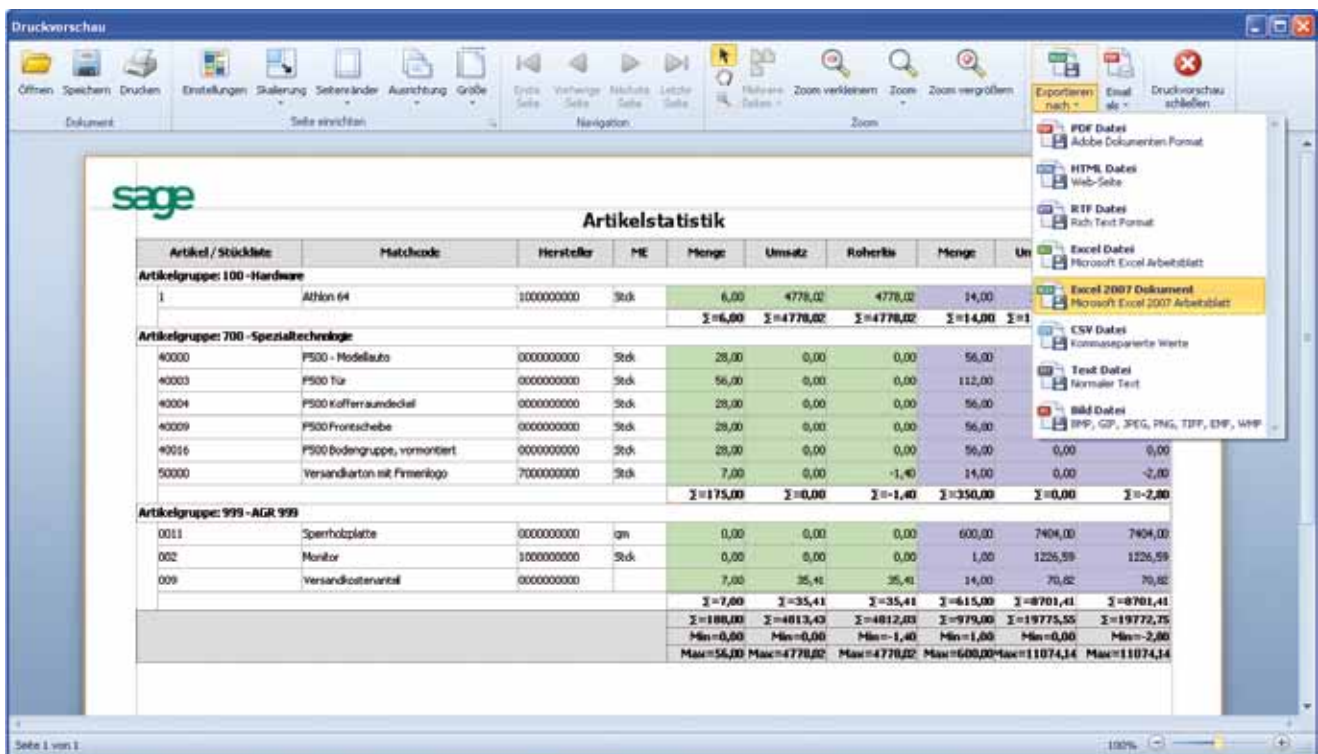 Druckvorschau
Öffnen Speichern Drucken Einstellungen Skalierung Seitenränder Ausrichtung Größe Erste Seite Vorherige Seite Nächste Seite Letzte Seite Mehrere Seiten Zoom verkleinern Zoom Zoom vergrößern Exportieren nach Email als Druckvorschau schließen
Dokument Seite einrichten Navigation Zoom
PDF Datei
Adobe Dokumenten Format
HTML Datei
Web-Seite
RTF Datei
Rich Text Format
Excel Datei
Microsoft Excel Arbeitsblatt
Excel 2007 Dokument
Microsoft Excel 2007 Arbeitsblatt
CSV Datei
Kommaseparierte Werte
Text Datei
Normaler Text
Bild Datei
BMP, GIF, JPEG, PNG, TIFF, EMF, WMF
sage
Artikelstatistik
Artikel / Stückliste Matchcode Hersteller ME Menge Umsatz Roherlös Menge
Artikelgruppe: 100 - Hardware
1 Athlon 64 1000000000 Stck 6,00 4778,02 4778,02 14,00
Σ=6,00 Σ=4778,02 Σ=4778,02 Σ=14,00
Artikelgruppe: 700 - Spezialtechnologie
40000 F500 - Modellauto 0000000000 Stck 28,00 0,00 0,00 56,00
40003 F500 Tür 0000000000 Stck 56,00 0,00 0,00 112,00
40004 F500 Kofferraumdeckel 0000000000 Stck 28,00 0,00 0,00 56,00
40009 F500 Frontscheibe 0000000000 Stck 28,00 0,00 0,00 56,00
40016 F500 Bodengruppe, vormontiert 0000000000 Stck 28,00 0,00 0,00 56,00 0,00 0,00
50000 Versandkarton mit Firmenlogo 7000000000 Stck 7,00 0,00 -1,40 14,00 0,00 -2,80
Σ=175,00 Σ=0,00 Σ=-1,40 Σ=350,00 Σ=0,00 Σ=-2,80
Artikelgruppe: 999 - AGR 999
0011 Sperrholzplatte 0000000000 qm 0,00 0,00 0,00 600,00 7404,00 7404,00
002 Monitor 1000000000 Stck 0,00 0,00 0,00 1,00 1226,59 1226,59
009 Versandkostenanteil 0000000000 7,00 35,41 35,41 14,00 70,82 70,82
Σ=7,00 Σ=35,41 Σ=35,41 Σ=615,00 Σ=8701,41 Σ=8701,41
Σ=188,00 Σ=4813,43 Σ=4812,03 Σ=979,00 Σ=19775,55 Σ=19772,75
Min=0,00 Min=0,00 Min=-1,40 Min=1,00 Min=0,00 Min=-2,80
Max=56,00 Max=4778,02 Max=4778,02 Max=600,00 Max=11074,14 Max=11074,14
Seite 1 von 1 100%